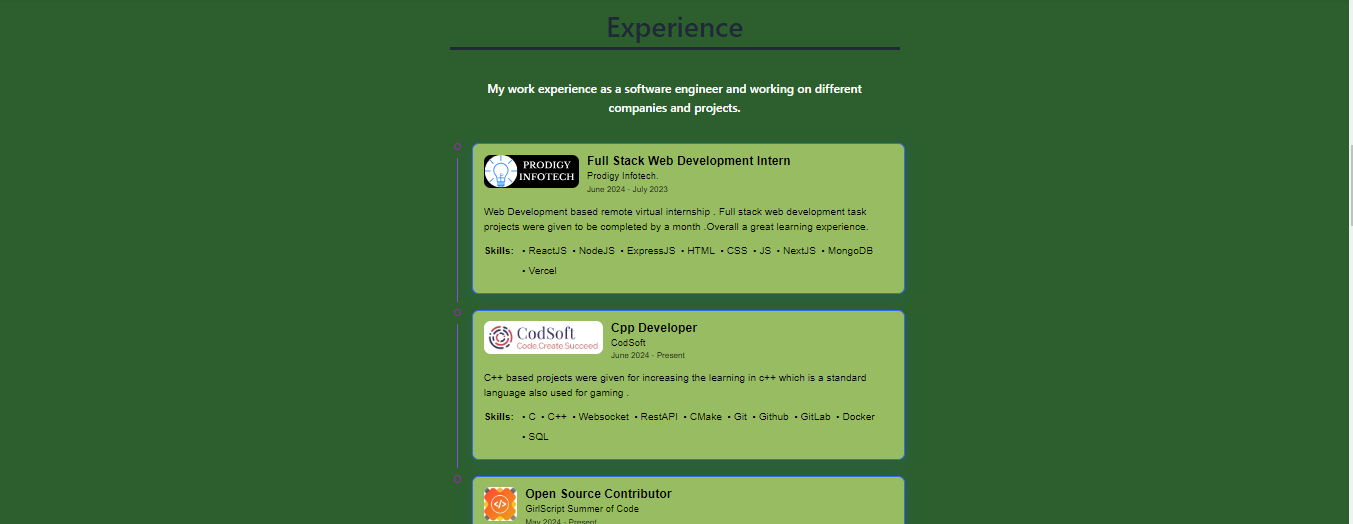 Experience
My work experience as a software engineer and working on different
companies and projects.
PRODIGY
INFOTECH
Full Stack Web Development Intern
Prodigy Infotech.
June 2024 - July 2023
Web Development based remote virtual internship . Full stack web development task
projects were given to be completed by a month .Overall a great learning experience.
Skills: • ReactJS • NodeJS • ExpressJS • HTML • CSS • JS • NextJS • MongoDB
• Vercel
CodSoft
Code.Create.Succeed
Cpp Developer
CodSoft
June 2024 - Present
C++ based projects were given for increasing the learning in c++ which is a standard
language also used for gaming .
Skills: • C • C++ • Websocket • RestAPI • CMake • Git • Github • GitLab • Docker
• SQL
</> 
Open Source Contributor
GirlScript Summer of Code
May 2024 - Present